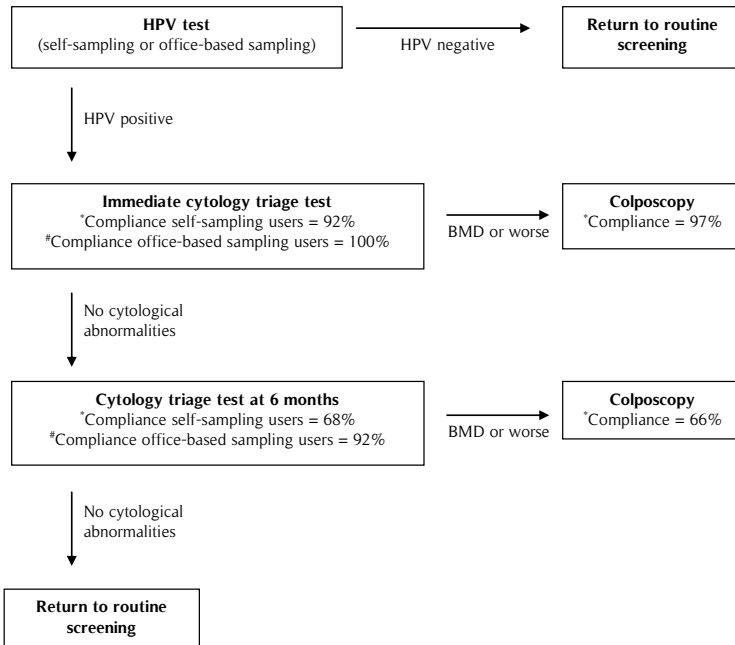 HPV test
(self-sampling or office-based sampling)
HPV negative
Return to routine
screening
HPV positive
Immediate cytology triage test
*Compliance self-sampling users = 92%
#Compliance office-based sampling users = 100%
BMD or worse
Colposcopy
*Compliance = 97%
No cytological
abnormalities
Cytology triage test at 6 months
*Compliance self-sampling users = 68%
#Compliance office-based sampling users = 92%
BMD or worse
Colposcopy
*Compliance = 66%
No cytological
abnormalities
Return to routine
screening